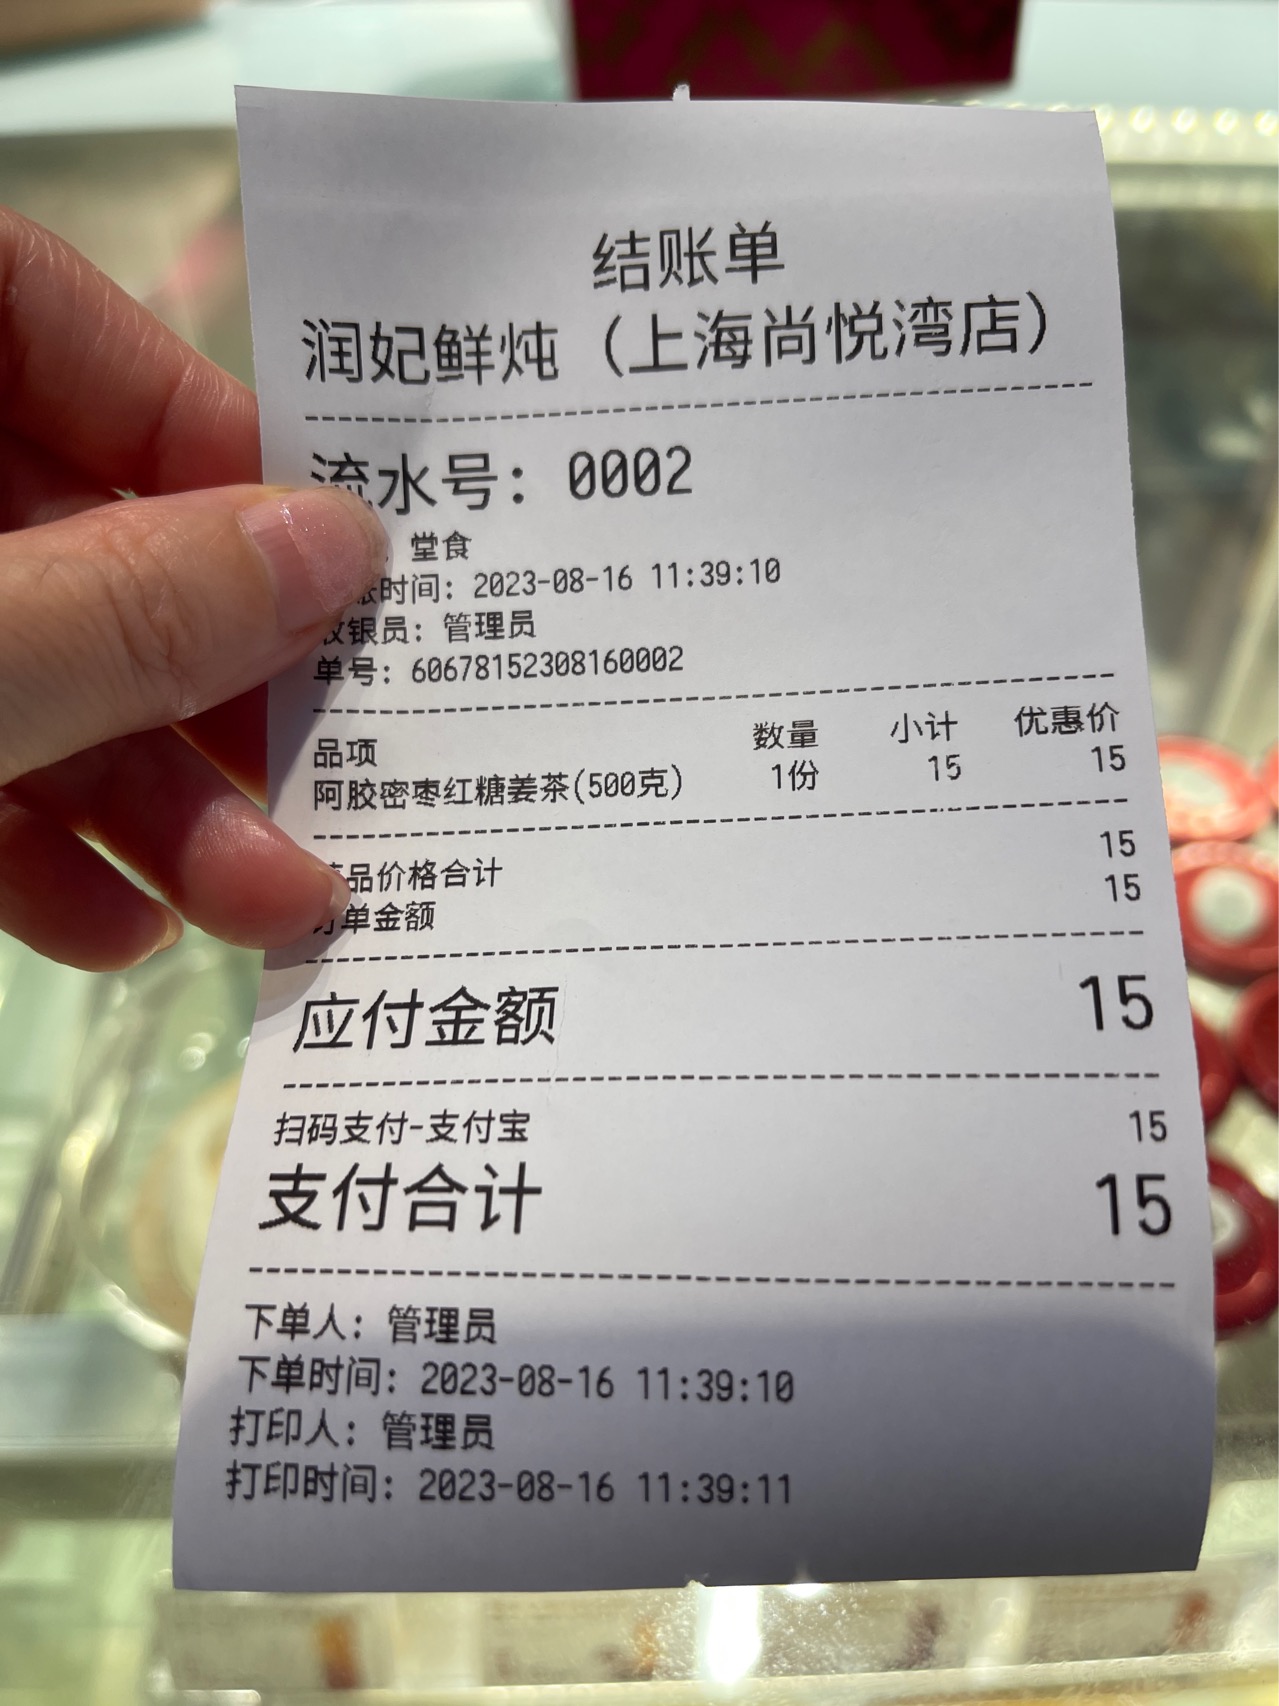 结账单
润妃鲜炖（上海尚悦湾店）
流水号：0002
堂食
账时间：2023-08-16 11:39:10
收银员：管理员
单号：60678152308160002
品项 数量 小计 优惠价
阿胶密枣红糖姜茶(500克) 1份 15 15
品价格合计 15
订单金额 15
应付金额 15
扫码支付-支付宝 15
支付合计 15
下单人：管理员
下单时间：2023-08-16 11:39:10
打印人：管理员
打印时间：2023-08-16 11:39:11